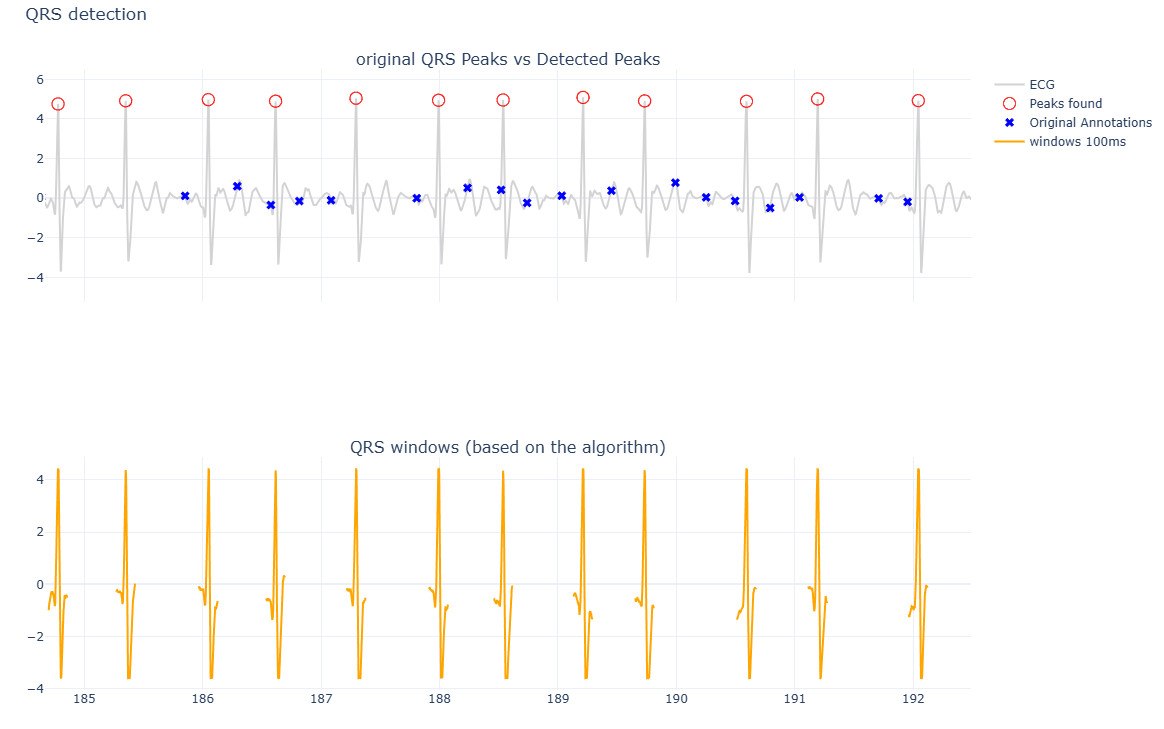 QRS detection
original QRS Peaks vs Detected Peaks
6
4
2
0
−2
−4
ECG
Peaks found
Original Annotations
windows 100ms
QRS windows (based on the algorithm)
4
2
0
−2
−4
185 186 187 188 189 190 191 192